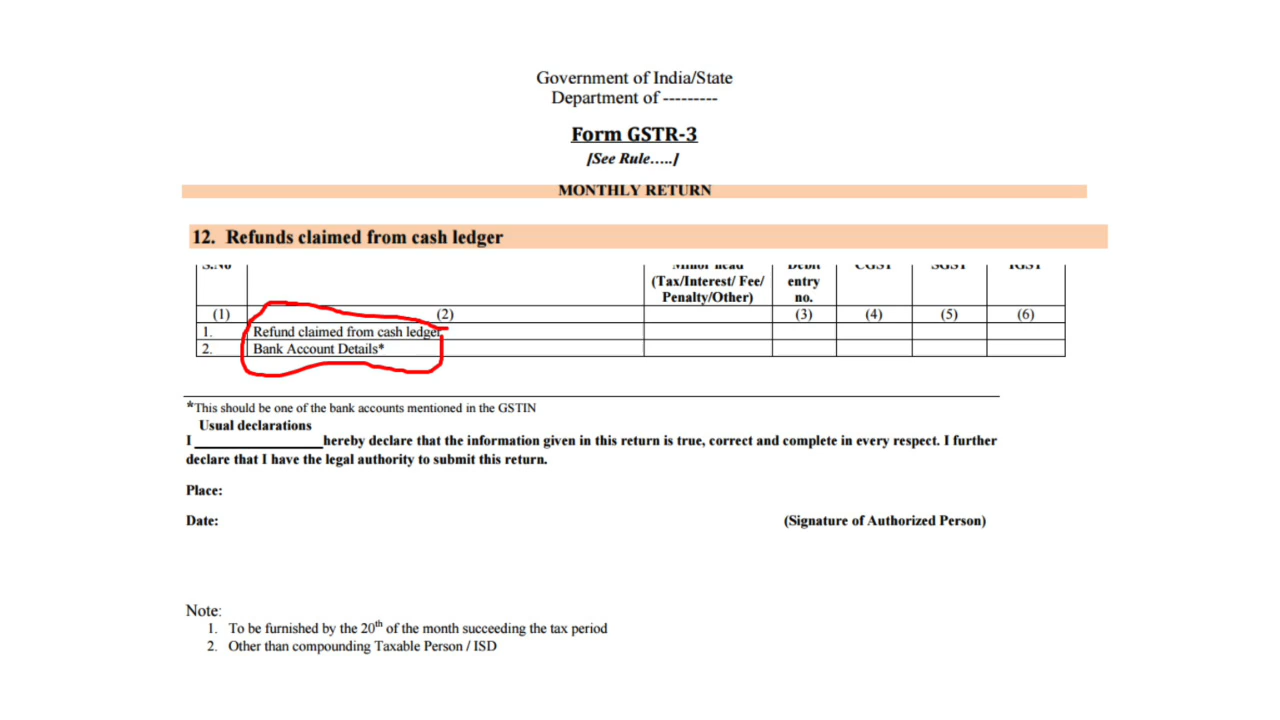 Government of India/State
Department of ---------
Form GSTR-3
[See Rule…..]
MONTHLY RETURN
12. Refunds claimed from cash ledger
S.No Minor head Debit CGST SGST IGST
(Tax/Interest/ Fee/ entry
Penalty/Other) no.
(1) (2) (3) (4) (5) (6)
1. Refund claimed from cash ledger
2. Bank Account Details*
*This should be one of the bank accounts mentioned in the GSTIN
Usual declarations
I ___________________hereby declare that the information given in this return is true, correct and complete in every respect. I further
declare that I have the legal authority to submit this return.
Place:
Date: (Signature of Authorized Person)
Note:
1. To be furnished by the 20th of the month succeeding the tax period
2. Other than compounding Taxable Person / ISD